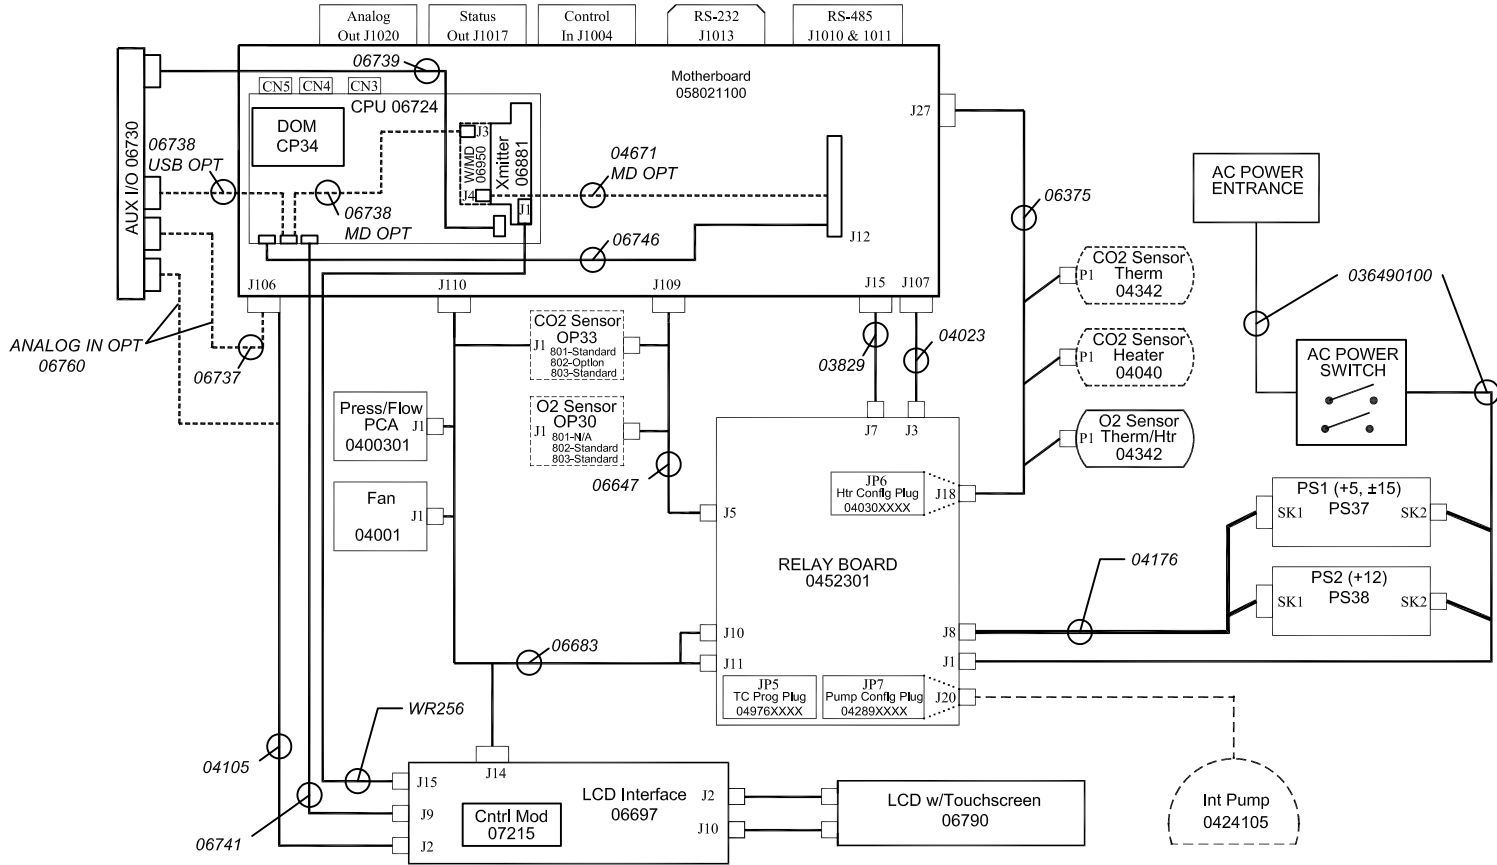 Analog
Out J1020
Status
Out J1017
Control
In J1004
RS-232
J1013
RS-485
J1010 & 1011
06739
Motherboard
058021100
CN5
CN4
CN3
CPU 06724
J27
DOM
CP34
AUX I/O 06730
06738
USB OPT
J3
W/MD
06950
Xmitter
06881
J4
J1
04671
MD OPT
06738
MD OPT
J12
06746
06375
AC POWER
ENTRANCE
CO2 Sensor
Therm
04342
P1
036490100
J106
J110
J109
J15
J107
ANALOG IN OPT
06760
06737
CO2 Sensor
OP33
J1
801-Standard
802-Option
803-Standard
03829
04023
CO2 Sensor
Heater
04040
P1
AC POWER
SWITCH
Press/Flow
PCA
0400301
J1
O2 Sensor
OP30
J1
801-N/A
802-Standard
803-Standard
J7
J3
O2 Sensor
Therm/Htr
04342
P1
06647
JP6
Htr Config Plug
04030XXXX
J18
Fan
04001
J1
J5
PS1 (+5, ±15)
PS37
SK1
SK2
RELAY BOARD
0452301
04176
PS2 (+12)
PS38
SK1
SK2
J10
J8
06683
J11
J1
JP5
TC Prog Plug
04976XXXX
JP7
Pump Config Plug
04289XXXX
J20
WR256
04105
J14
J15
LCD Interface
06697
J2
LCD w/Touchscreen
06790
Int Pump
0424105
Cntrl Mod
07215
J9
J10
06741
J2